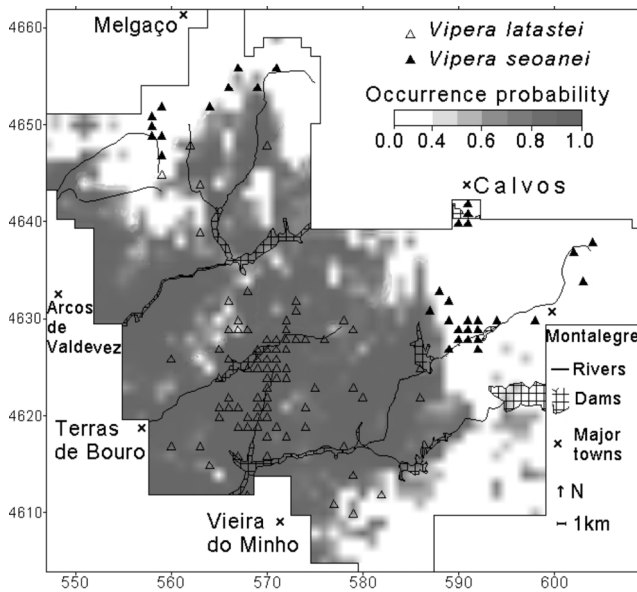 4660
4650
4640
4630
4620
4610
Melgaço
Vipera latastei
Vipera seoanei
Occurrence probability
0.0 0.4 0.6 0.8 1.0
Calvos
Arcos
de
Valdevez
Montalegre
Rivers
Dams
Major
towns
N
1km
Terras
de Bouro
Vieira
do Minho
550 560 570 580 590 600